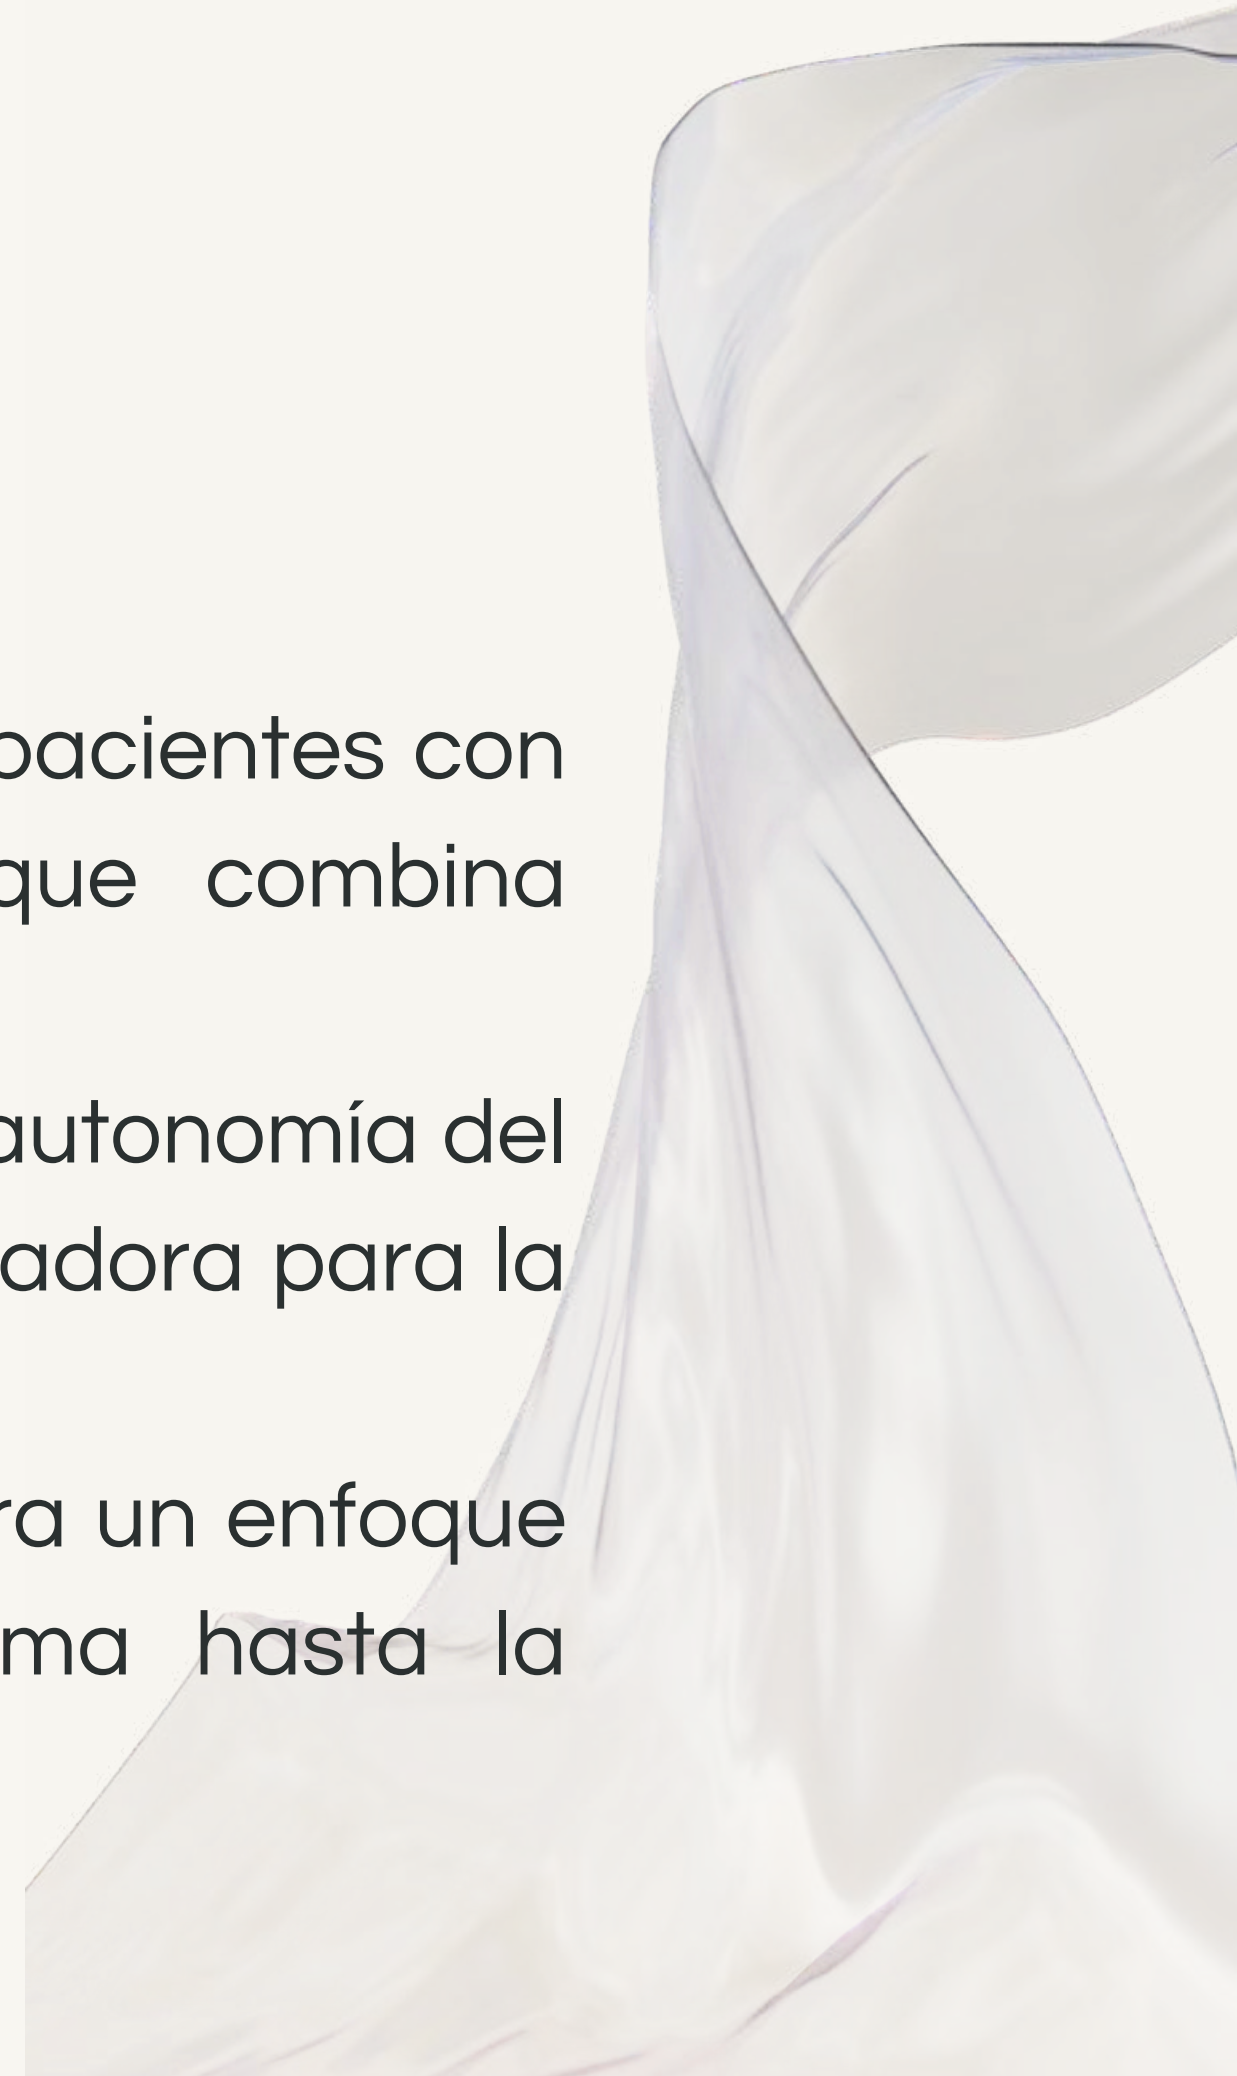 pacientes con
que combina
autonomía del
adora para la
ra un enfoque
ma hasta la